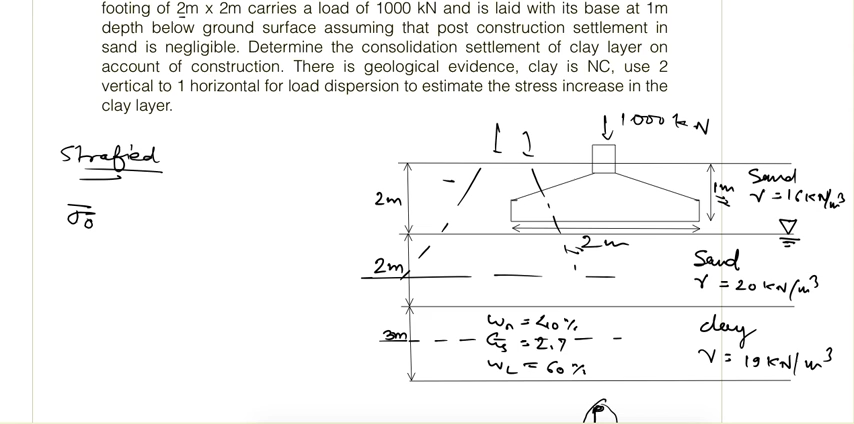 footing of 2m x 2m carries a load of 1000 kN and is laid with its base at 1m
depth below ground surface assuming that post construction settlement in
sand is negligible. Determine the consolidation settlement of clay layer on
account of construction. There is geological evidence, clay is NC, use 2
vertical to 1 horizontal for load dispersion to estimate the stress increase in the
clay layer.
1000 kN
Strafied
Sand
1m
γ = 16 kN/m³
2m
σ̄₀
2m
2m
Sand
γ = 20 kN/m³
Wn = 40%
clay
3m
Gs = 2.7
γ = 19 kN/m³
WL = 60%
P